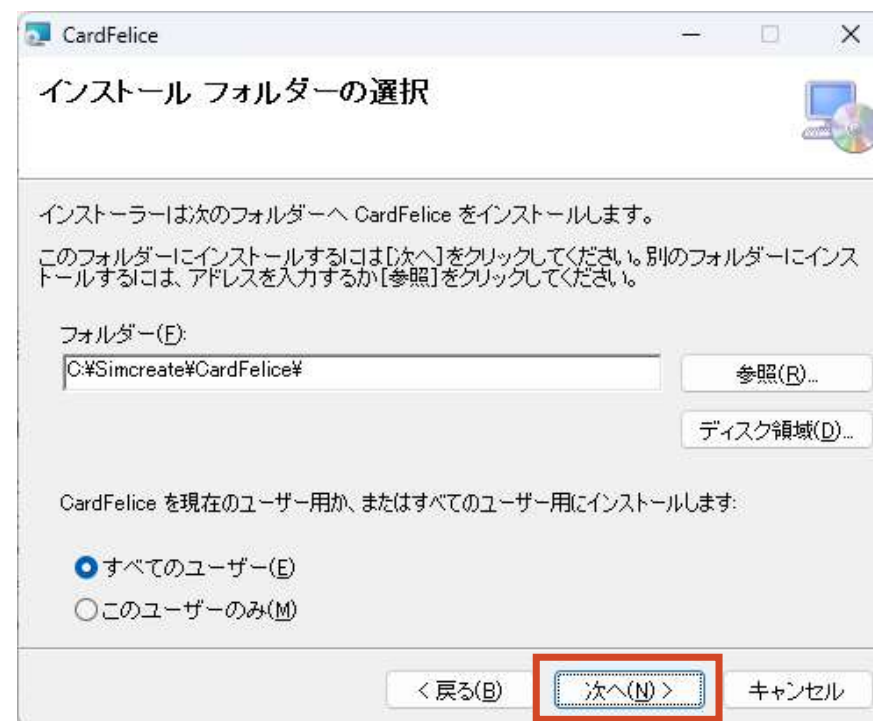 CardFelice
インストール フォルダーの選択
インストーラーは次のフォルダーへ CardFelice をインストールします。
このフォルダーにインストールするには[次へ]をクリックしてください。別のフォルダーにインス
トールするには、アドレスを入力するか[参照]をクリックしてください。
フォルダー(F):
C:¥Simcreate¥CardFelice¥
参照(R)...
ディスク領域(D)...
CardFelice を現在のユーザー用か、またはすべてのユーザー用にインストールします:
すべてのユーザー(E)
このユーザーのみ(M)
< 戻る(B)
次へ(N) >
キャンセル